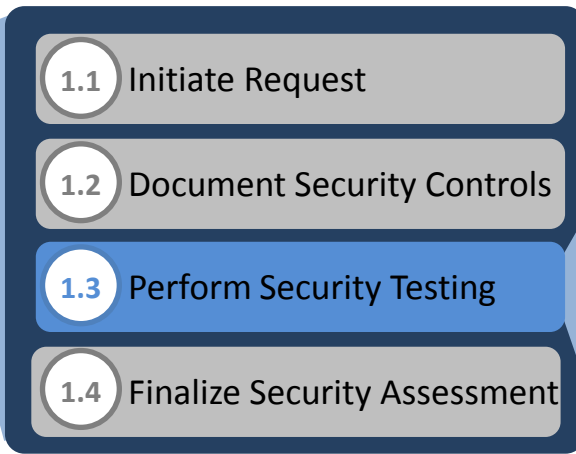 1.1 Initiate Request
1.2 Document Security Controls
1.3 Perform Security Testing
1.4 Finalize Security Assessment